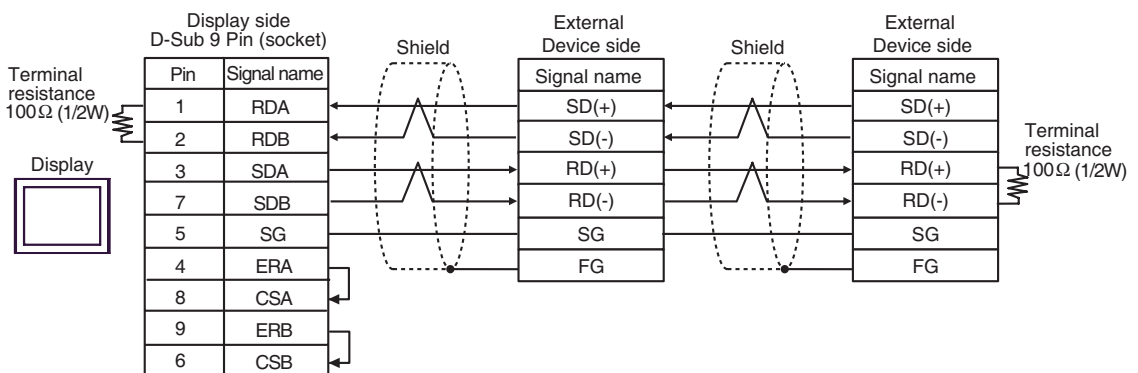 Display side
D-Sub 9 Pin (socket)
Pin Signal name
1 RDA
2 RDB
3 SDA
7 SDB
5 SG
4 ERA
8 CSA
9 ERB
6 CSB
Terminal
resistance
100Ω (1/2W)
Display
Shield
External
Device side
Signal name
SD(+)
SD(-)
RD(+)
RD(-)
SG
FG
Shield
External
Device side
Signal name
SD(+)
SD(-)
RD(+)
RD(-)
SG
FG
Terminal
resistance
100Ω (1/2W)